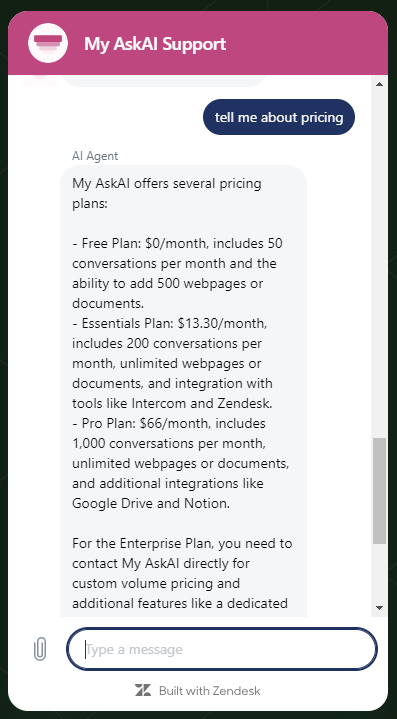 My AskAI Support
tell me about pricing
AI Agent
My AskAI offers several pricing
plans:
- Free Plan: $0/month, includes 50
conversations per month and the
ability to add 500 webpages or
documents.
- Essentials Plan: $13.30/month,
includes 200 conversations per
month, unlimited webpages or
documents, and integration with
tools like Intercom and Zendesk.
- Pro Plan: $66/month, includes
1,000 conversations per month,
unlimited webpages or documents,
and additional integrations like
Google Drive and Notion.
For the Enterprise Plan, you need to
contact My AskAI directly for
custom volume pricing and
additional features like a dedicated
Type a message
Built with Zendesk